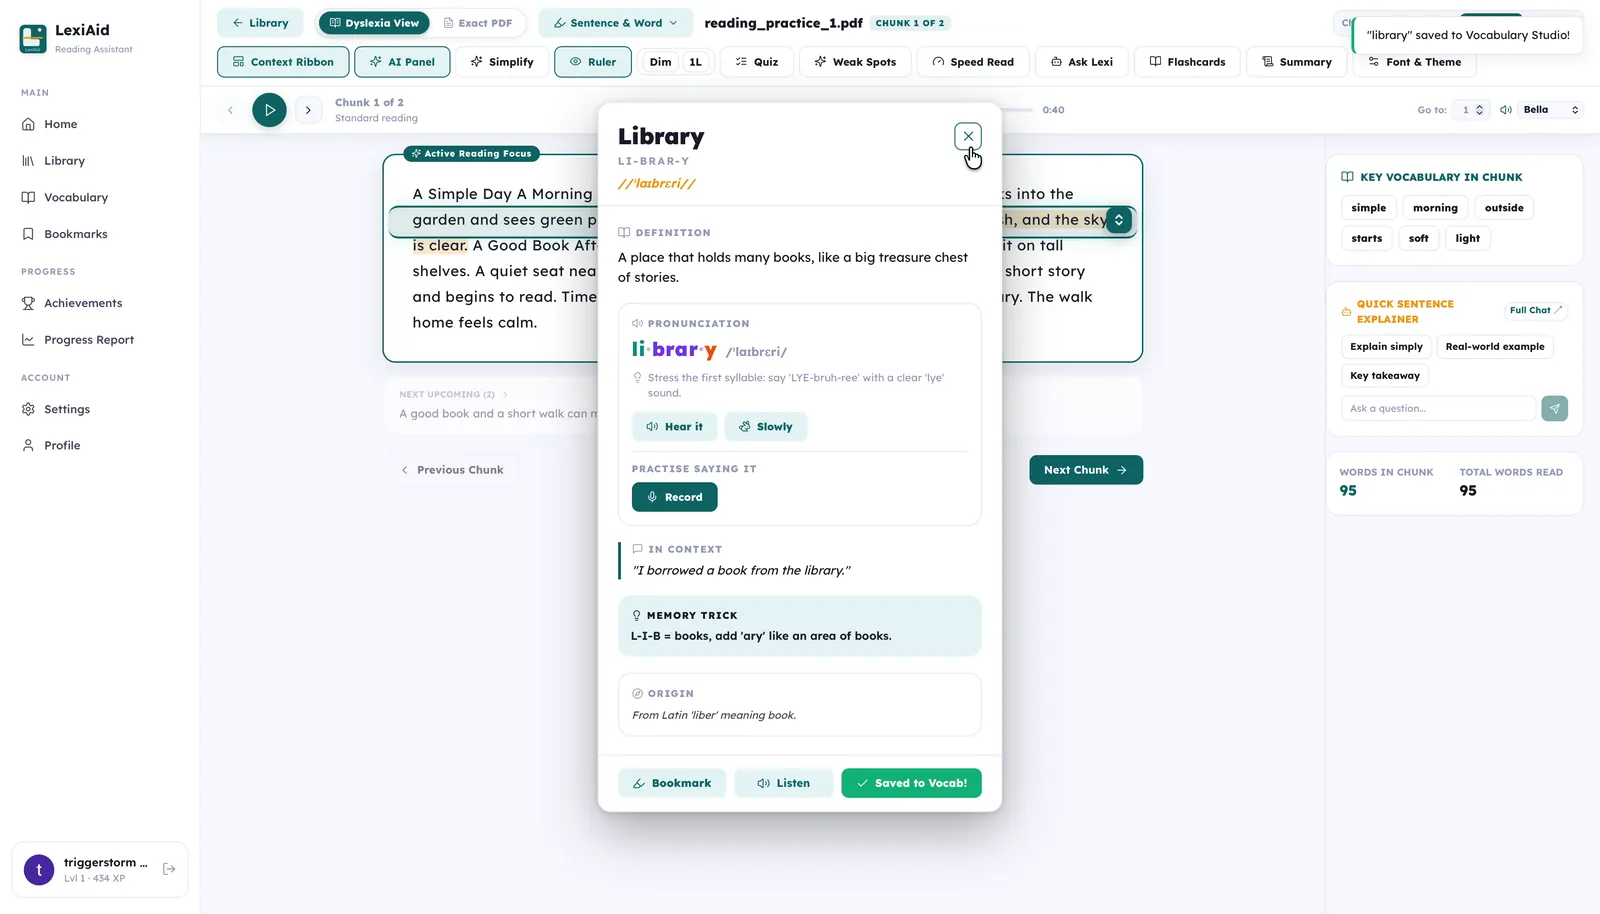 LexiAid
Reading Assistant
MAIN
Home
Library
Vocabulary
Bookmarks
PROGRESS
Achievements
Progress Report
ACCOUNT
Settings
Profile
t
triggerstorm ...
Lvl 1 · 434 XP
Library
Dyslexia View
Exact PDF
Sentence & Word
reading_practice_1.pdf
CHUNK 1 OF 2
"library" saved to Vocabulary Studio!
Context Ribbon
AI Panel
Simplify
Ruler
Dim
1L
Quiz
Weak Spots
Speed Read
Ask Lexi
Flashcards
Summary
Font & Theme
Chunk 1 of 2
Standard reading
0:40
Go to:
1
Bella
Active Reading Focus
A Simple Day A Morning
garden and sees green
is clear. A Good Book
shelves. A quiet seat
and begins to read.
home feels calm.
into the
and the sky
on tall
short story
The walk
NEXT UPCOMING (2)
A good book and a short walk can
Previous Chunk
Next Chunk
Library
LI-BRAR-Y
//'laɪbrɛri//
DEFINITION
A place that holds many books, like a big treasure chest
of stories.
PRONUNCIATION
li·brar·y /'laɪbrɛri/
Stress the first syllable: say 'LYE-bruh-ree' with a clear 'lye'
sound.
Hear it
Slowly
PRACTISE SAYING IT
Record
IN CONTEXT
"I borrowed a book from the library."
MEMORY TRICK
L-I-B = books, add 'ary' like an area of books.
ORIGIN
From Latin 'liber' meaning book.
Bookmark
Listen
Saved to Vocab!
KEY VOCABULARY IN CHUNK
simple
morning
outside
starts
soft
light
QUICK SENTENCE
EXPLAINER
Full Chat
Explain simply
Real-world example
Key takeaway
Ask a question...
WORDS IN CHUNK
95
TOTAL WORDS READ
95